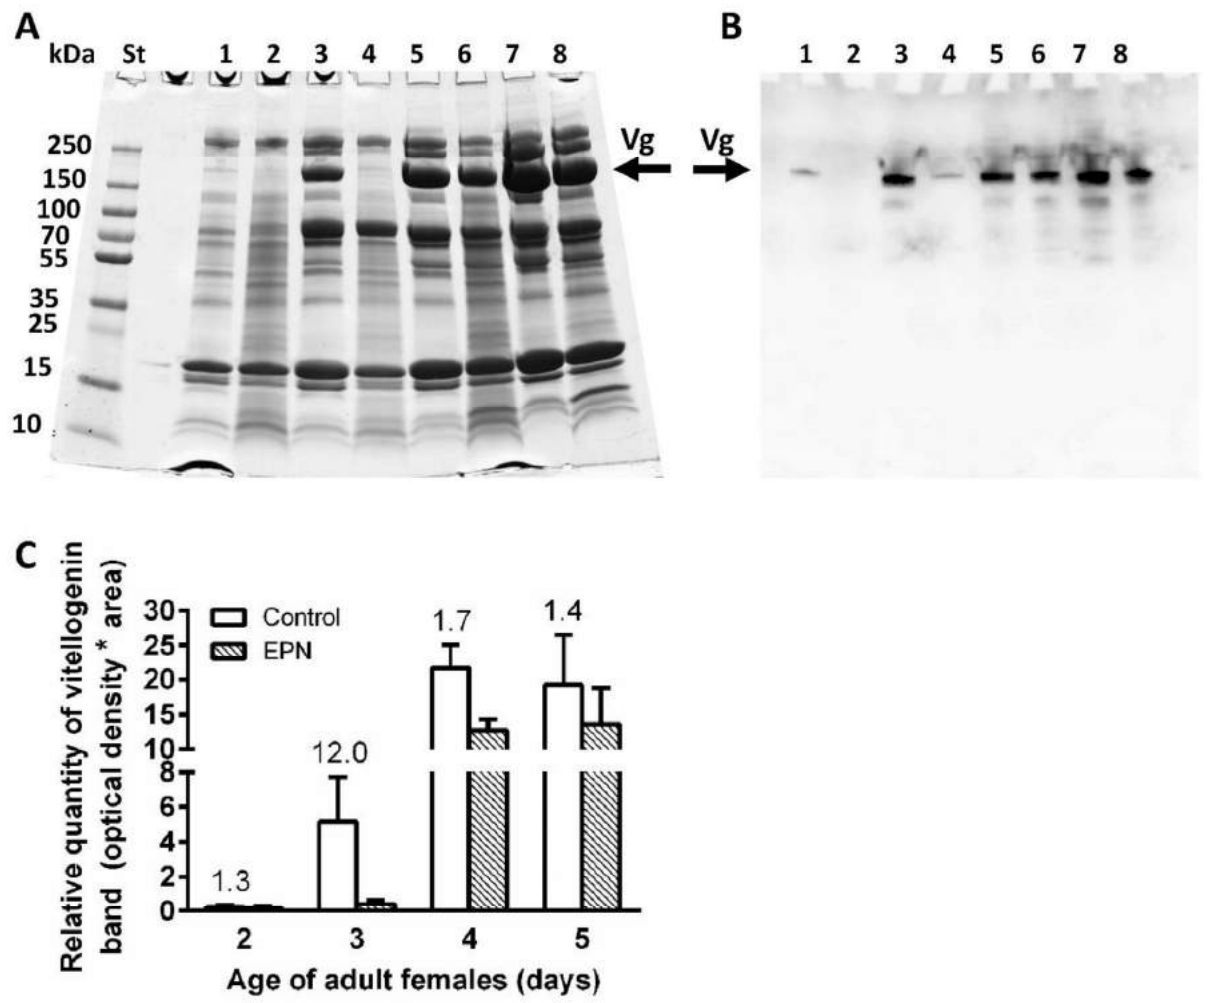 A
kDa St 1 2 3 4 5 6 7 8
250
150
100
70
55
35
25
15
10
Vg
B
1 2 3 4 5 6 7 8
Vg
C
Relative quantity of vitellogenin
band (optical density * area)
30
25
20
15
10
8
6
4
2
0
Control
EPN
1.3
12.0
1.7
1.4
2 3 4 5
Age of adult females (days)